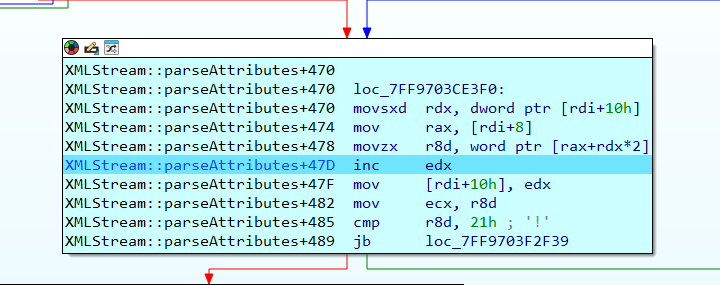 XMLStream::parseAttributes+470
XMLStream::parseAttributes+470 loc_7FF9703CE3F0:
XMLStream::parseAttributes+470 movsxd rdx, dword ptr [rdi+10h]
XMLStream::parseAttributes+474 mov rax, [rdi+8]
XMLStream::parseAttributes+478 movzx r8d, word ptr [rax+rdx*2]
XMLStream::parseAttributes+47D inc edx
XMLStream::parseAttributes+47F mov [rdi+10h], edx
XMLStream::parseAttributes+482 mov ecx, r8d
XMLStream::parseAttributes+485 cmp r8d, 21h ; '!'
XMLStream::parseAttributes+489 jb loc_7FF9703F2F39